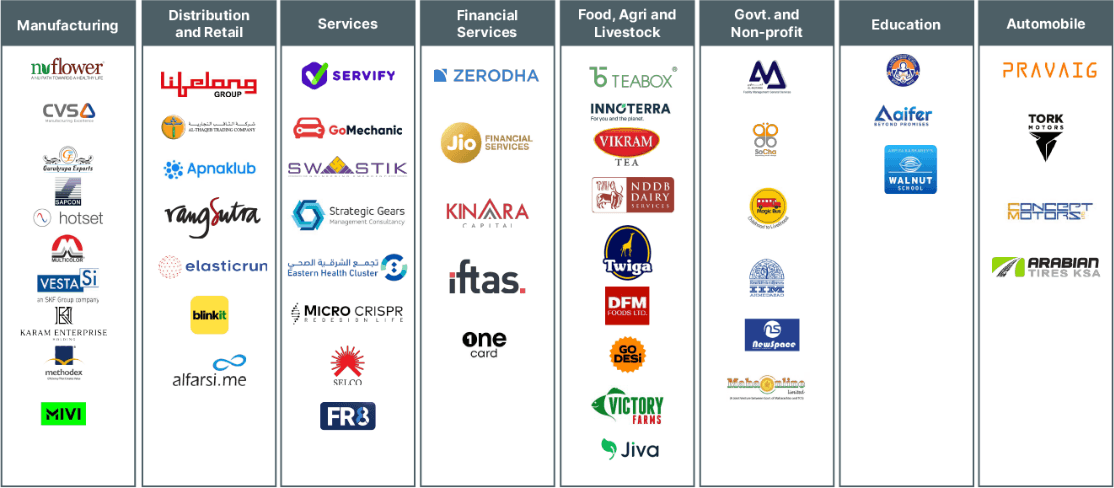 Manufacturing
Distribution
and Retail
Services
Financial
Services
Food, Agri and
Livestock
Govt. and
Non-profit
Education
Automobile
nuflower
A NU PATH TOWARDS A HEALTHY LIFE
CVS
Manufacturing Excellence
Gurukrupa Exports
SAPCON
hotset
MULTICOLOR
VESTA Si
an SKF Group company
KARAM ENTERPRISE
HOLDING
methodex
MIVI
Lifelong
GROUP
شركة الثاقب التجارية
AL-THAQEB TRADING COMPANY
Apnaklub
rangSutra
elasticrun
blinkit
alfarsi.me
SERVIFY
GoMechanic
SWASTIK
Strategic Gears
Management Consultancy
تجمع الشرقية الصحي
Eastern Health Cluster
MICRO CRISPR
REDESIGN LIFE
SELCO
FR8
ZERODHA
Jio FINANCIAL
SERVICES
KINARA
CAPITAL
iftas.
one
card
TEABOX®
INNOTERRA
For you and the planet.
VIKRAM
TEA
NDDB
DAIRY
SERVICES
Twiga
DFM
FOODS LTD.
GO
DESi
VICTORY
FARMS
Jiva
SoCha
Magic Bus
IIM
AHMEDABAD
NS
NewSpace
MahaOnline
Limited
aifer
BEYOND PROMISES
WALNUT
SCHOOL
PRAVAIG
TORK
MOTORS
CONCEPT
MOTORS
ARABIAN
TIRES KSA